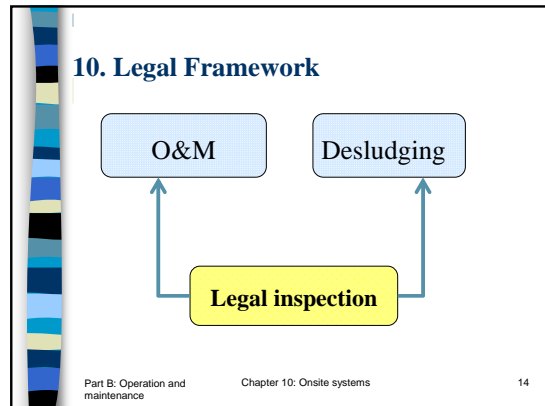 10. Legal Framework
O&M
Desludging
Legal inspection
Part B: Operation and
maintenance
Chapter 10: Onsite systems
14